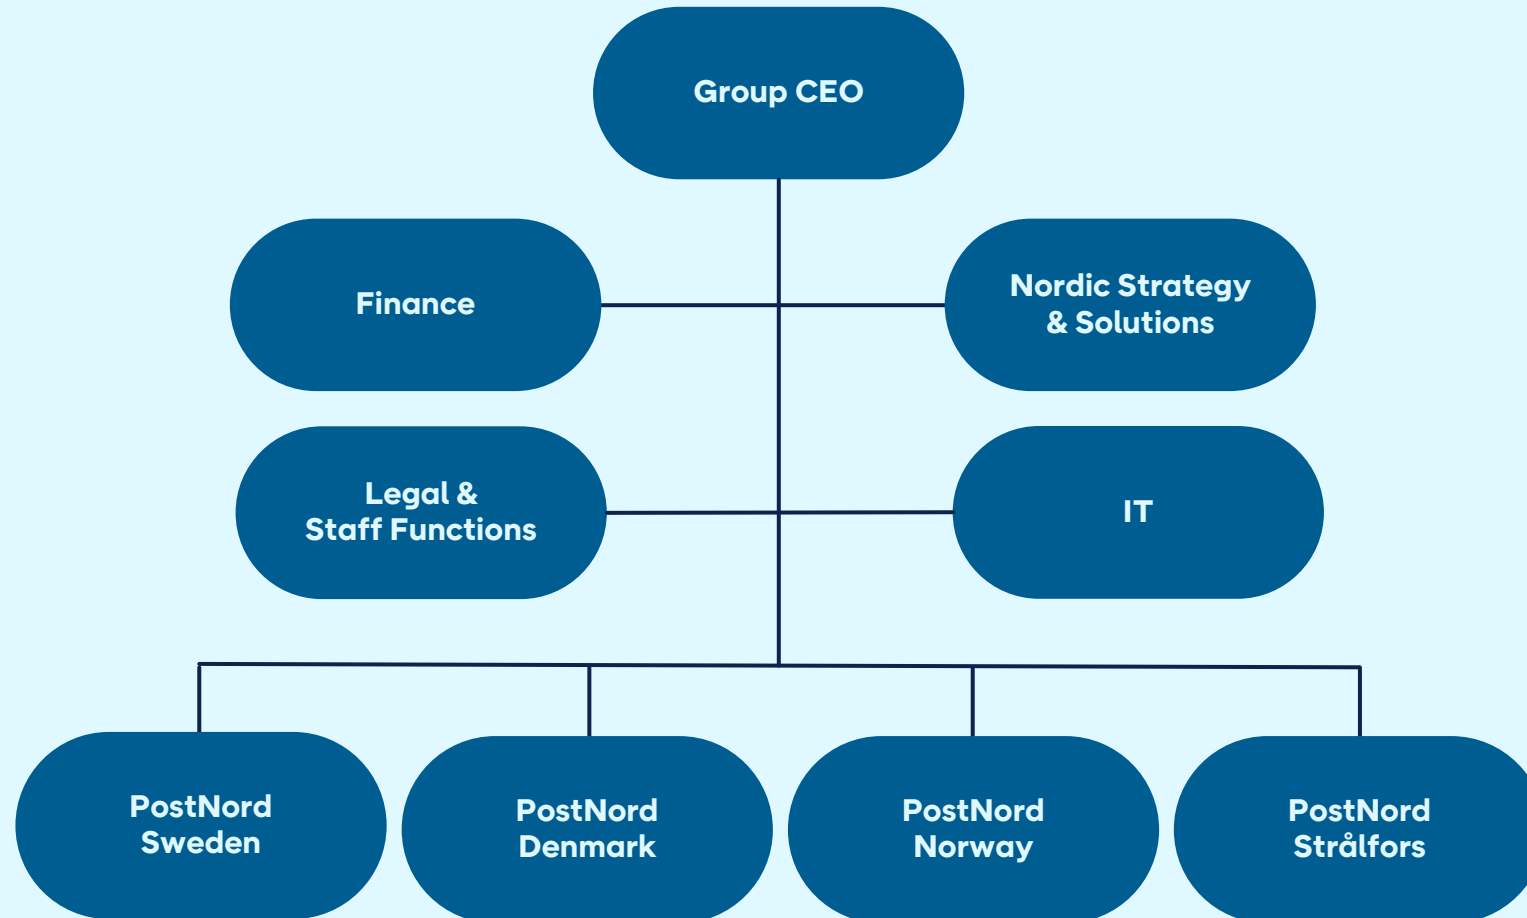 Group CEO
Finance
Nordic Strategy
& Solutions
Legal &
Staff Functions
IT
PostNord
Sweden
PostNord
Denmark
PostNord
Norway
PostNord
Strålfors